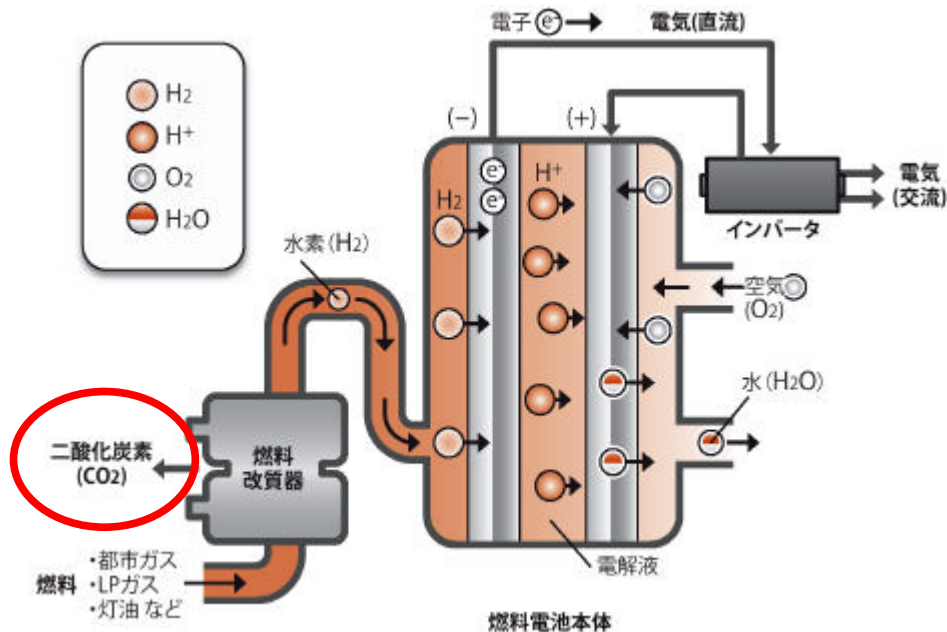 電子 e⁻
電気(直流)
H2
H⁺
O2
H2O
(−)
(+)
e⁻
e⁻
H2
H⁺
電気
(交流)
インバータ
水素(H2)
空気
(O2)
水(H2O)
二酸化炭素
(CO2)
燃料
改質器
電解液
燃料
・都市ガス
・LPガス
・灯油 など
燃料電池本体